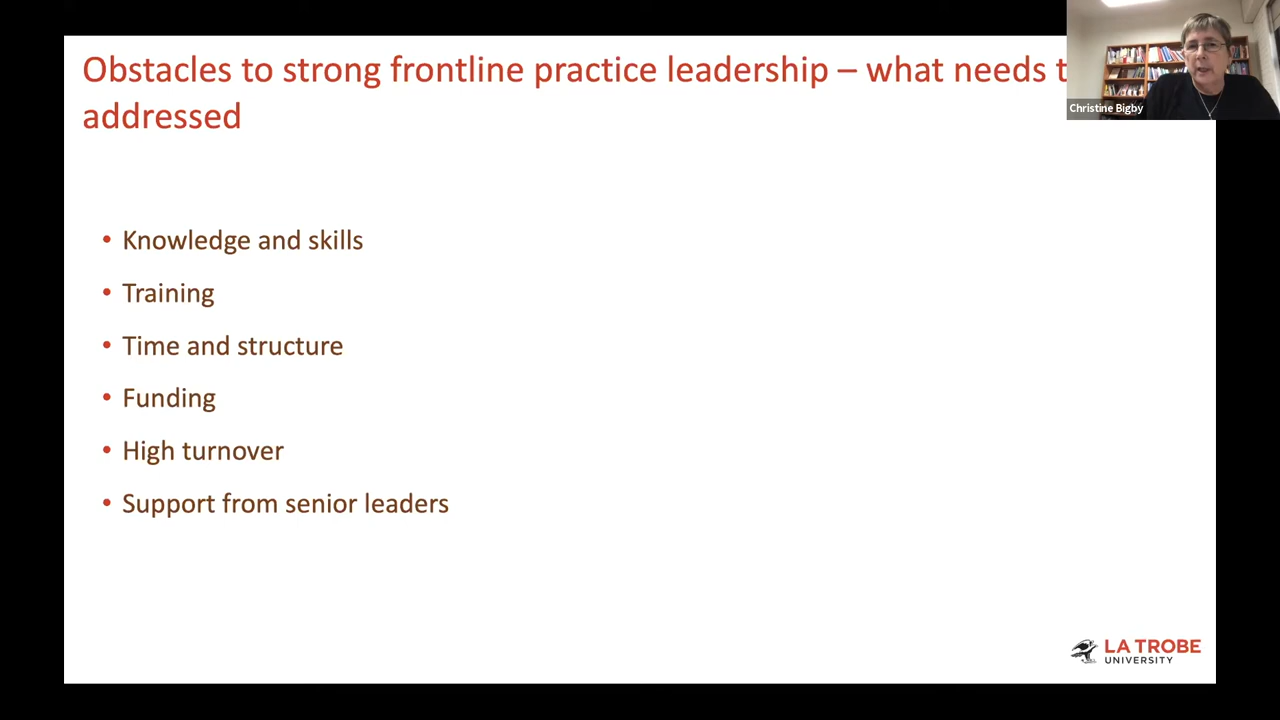 Obstacles to strong frontline practice leadership – what needs
addressed
Christine Bigby
• Knowledge and skills
• Training
• Time and structure
• Funding
• High turnover
• Support from senior leaders
LA TROBE
UNIVERSITY